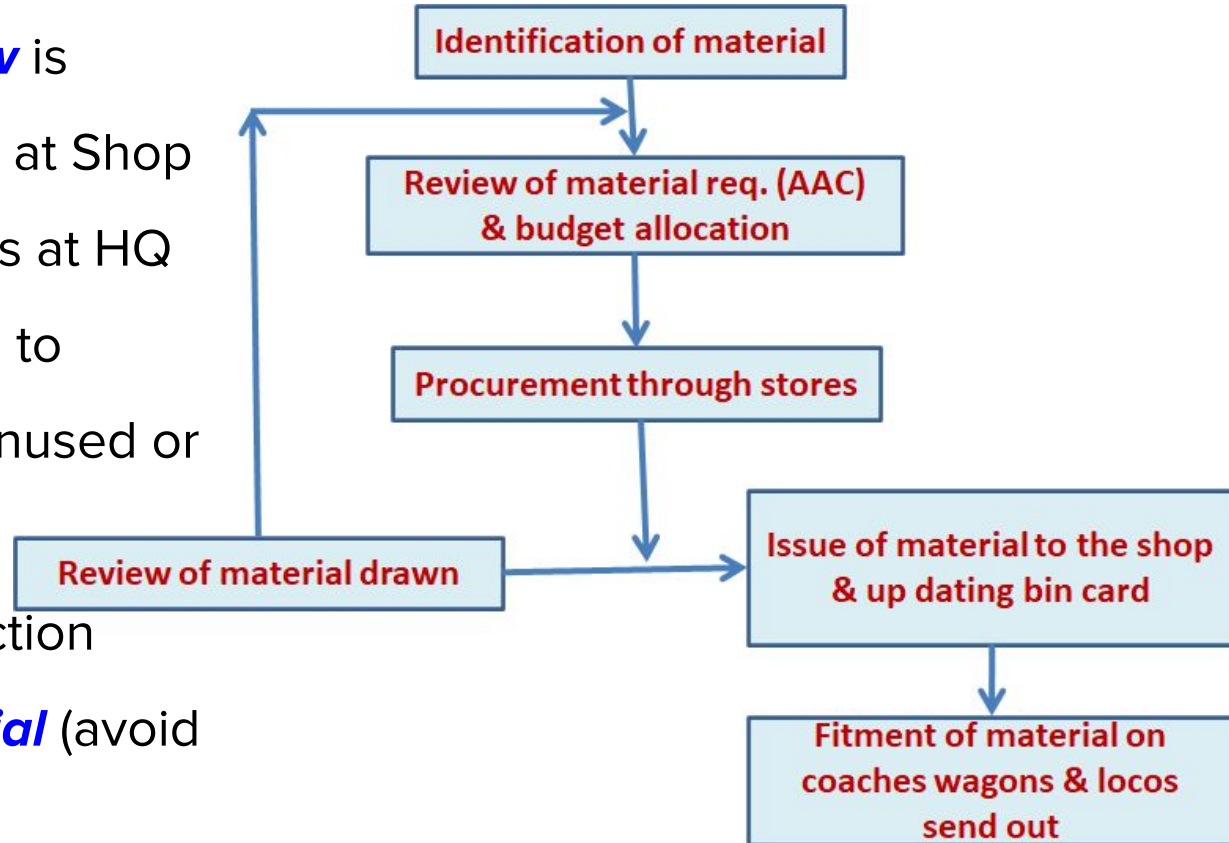 Identification of material
is
at Shop
Review of material req. (AAC)
& budget allocation
at HQ
to
Procurement through stores
or
Issue of material to the shop
& up dating bin card
Review of material drawn
(avoid
Fitment of material on
coaches wagons & locos
send out